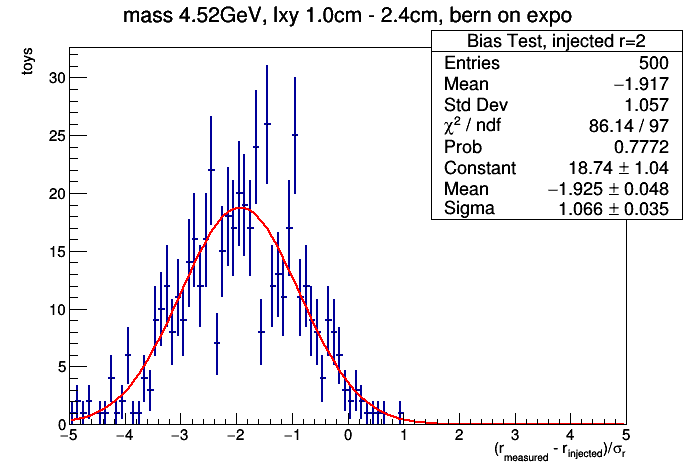 mass 4.52GeV, lxy 1.0cm - 2.4cm, bern on expo
Bias Test, injected r=2
Entries 500
Mean −1.917
Std Dev 1.057
χ² / ndf 86.14 / 97
Prob 0.7772
Constant 18.74 ± 1.04
Mean −1.925 ± 0.048
Sigma 1.066 ± 0.035
toys
30
25
20
15
10
5
0
−5 −4 −3 −2 −1 0 1 2 3 4 5
(r_measured - r_injected)/σ_r